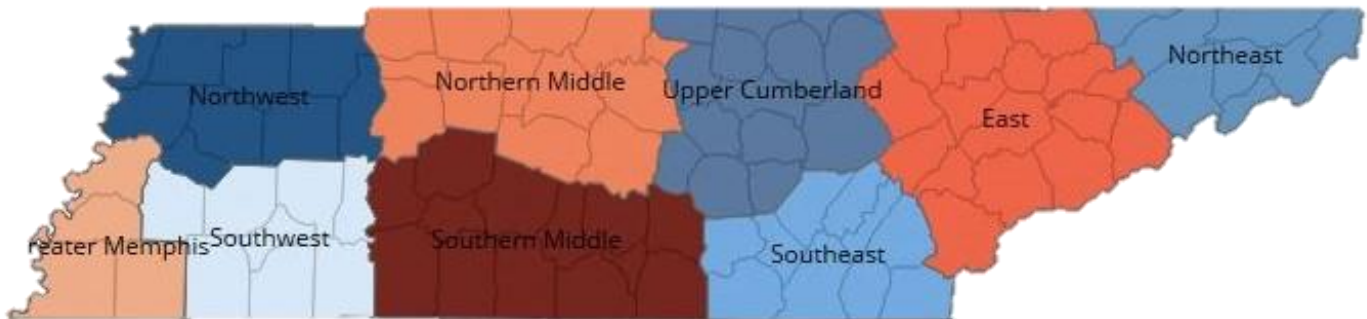 Northwest
Northern Middle
Upper Cumberland
East
Northeast
reater Memphis
Southwest
Southern Middle
Southeast